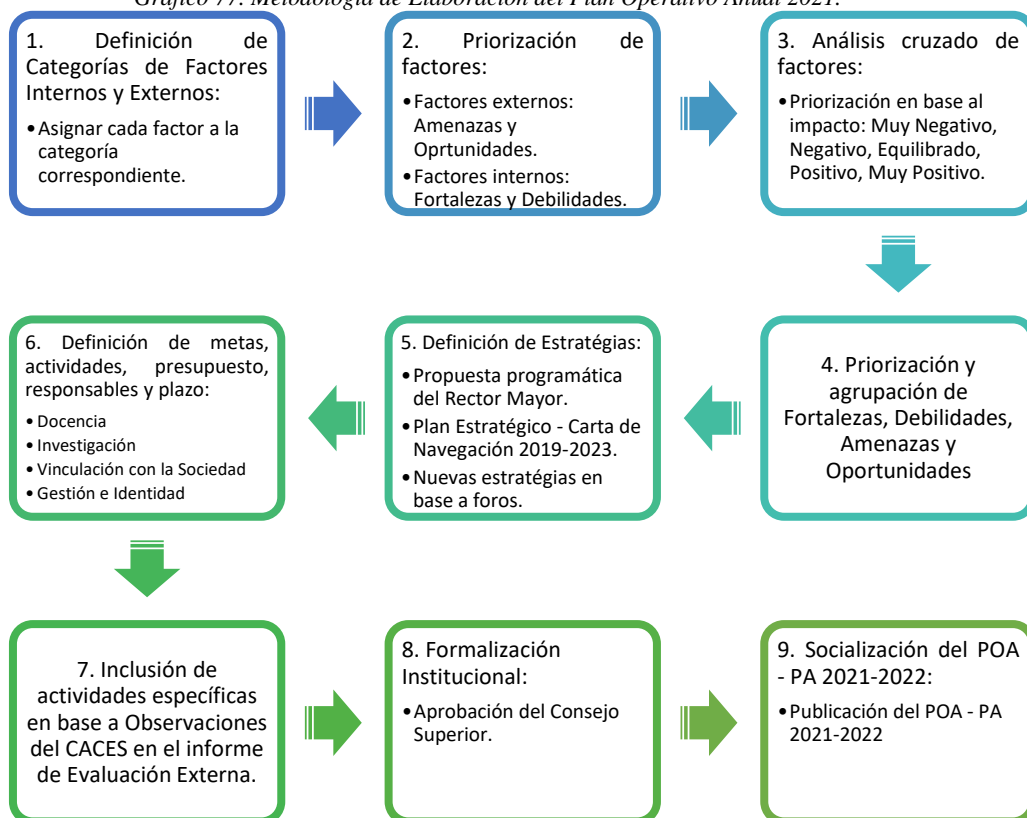 Gráfico 77. Metodología de Elaboración del Plan Operativo Anual 2021.
1. Definición de
Categorías de Factores
Internos y Externos:
•Asignar cada factor a la
categoría
correspondiente.
2. Priorización de
factores:
•Factores externos:
Amenazas y
Oprtunidades.
•Factores internos:
Fortalezas y Debilidades.
3. Análisis cruzado de
factores:
•Priorización en base al
impacto: Muy Negativo,
Negativo, Equilibrado,
Positivo, Muy Positivo.
4. Priorización y
agrupación de
Fortalezas, Debilidades,
Amenazas y
Oportunidades
5. Definición de Estratégias:
•Propuesta programática
del Rector Mayor.
•Plan Estratégico - Carta de
Navegación 2019-2023.
•Nuevas estratégias en
base a foros.
6. Definición de metas,
actividades, presupuesto,
responsables y plazo:
•Docencia
•Investigación
•Vinculación con la Sociedad
•Gestión e Identidad
7. Inclusión de
actividades específicas
en base a Observaciones
del CACES en el informe
de Evaluación Externa.
8. Formalización
Institucional:
•Aprobación del Consejo
Superior.
9. Socialización del POA
- PA 2021-2022:
•Publicación del POA - PA
2021-2022